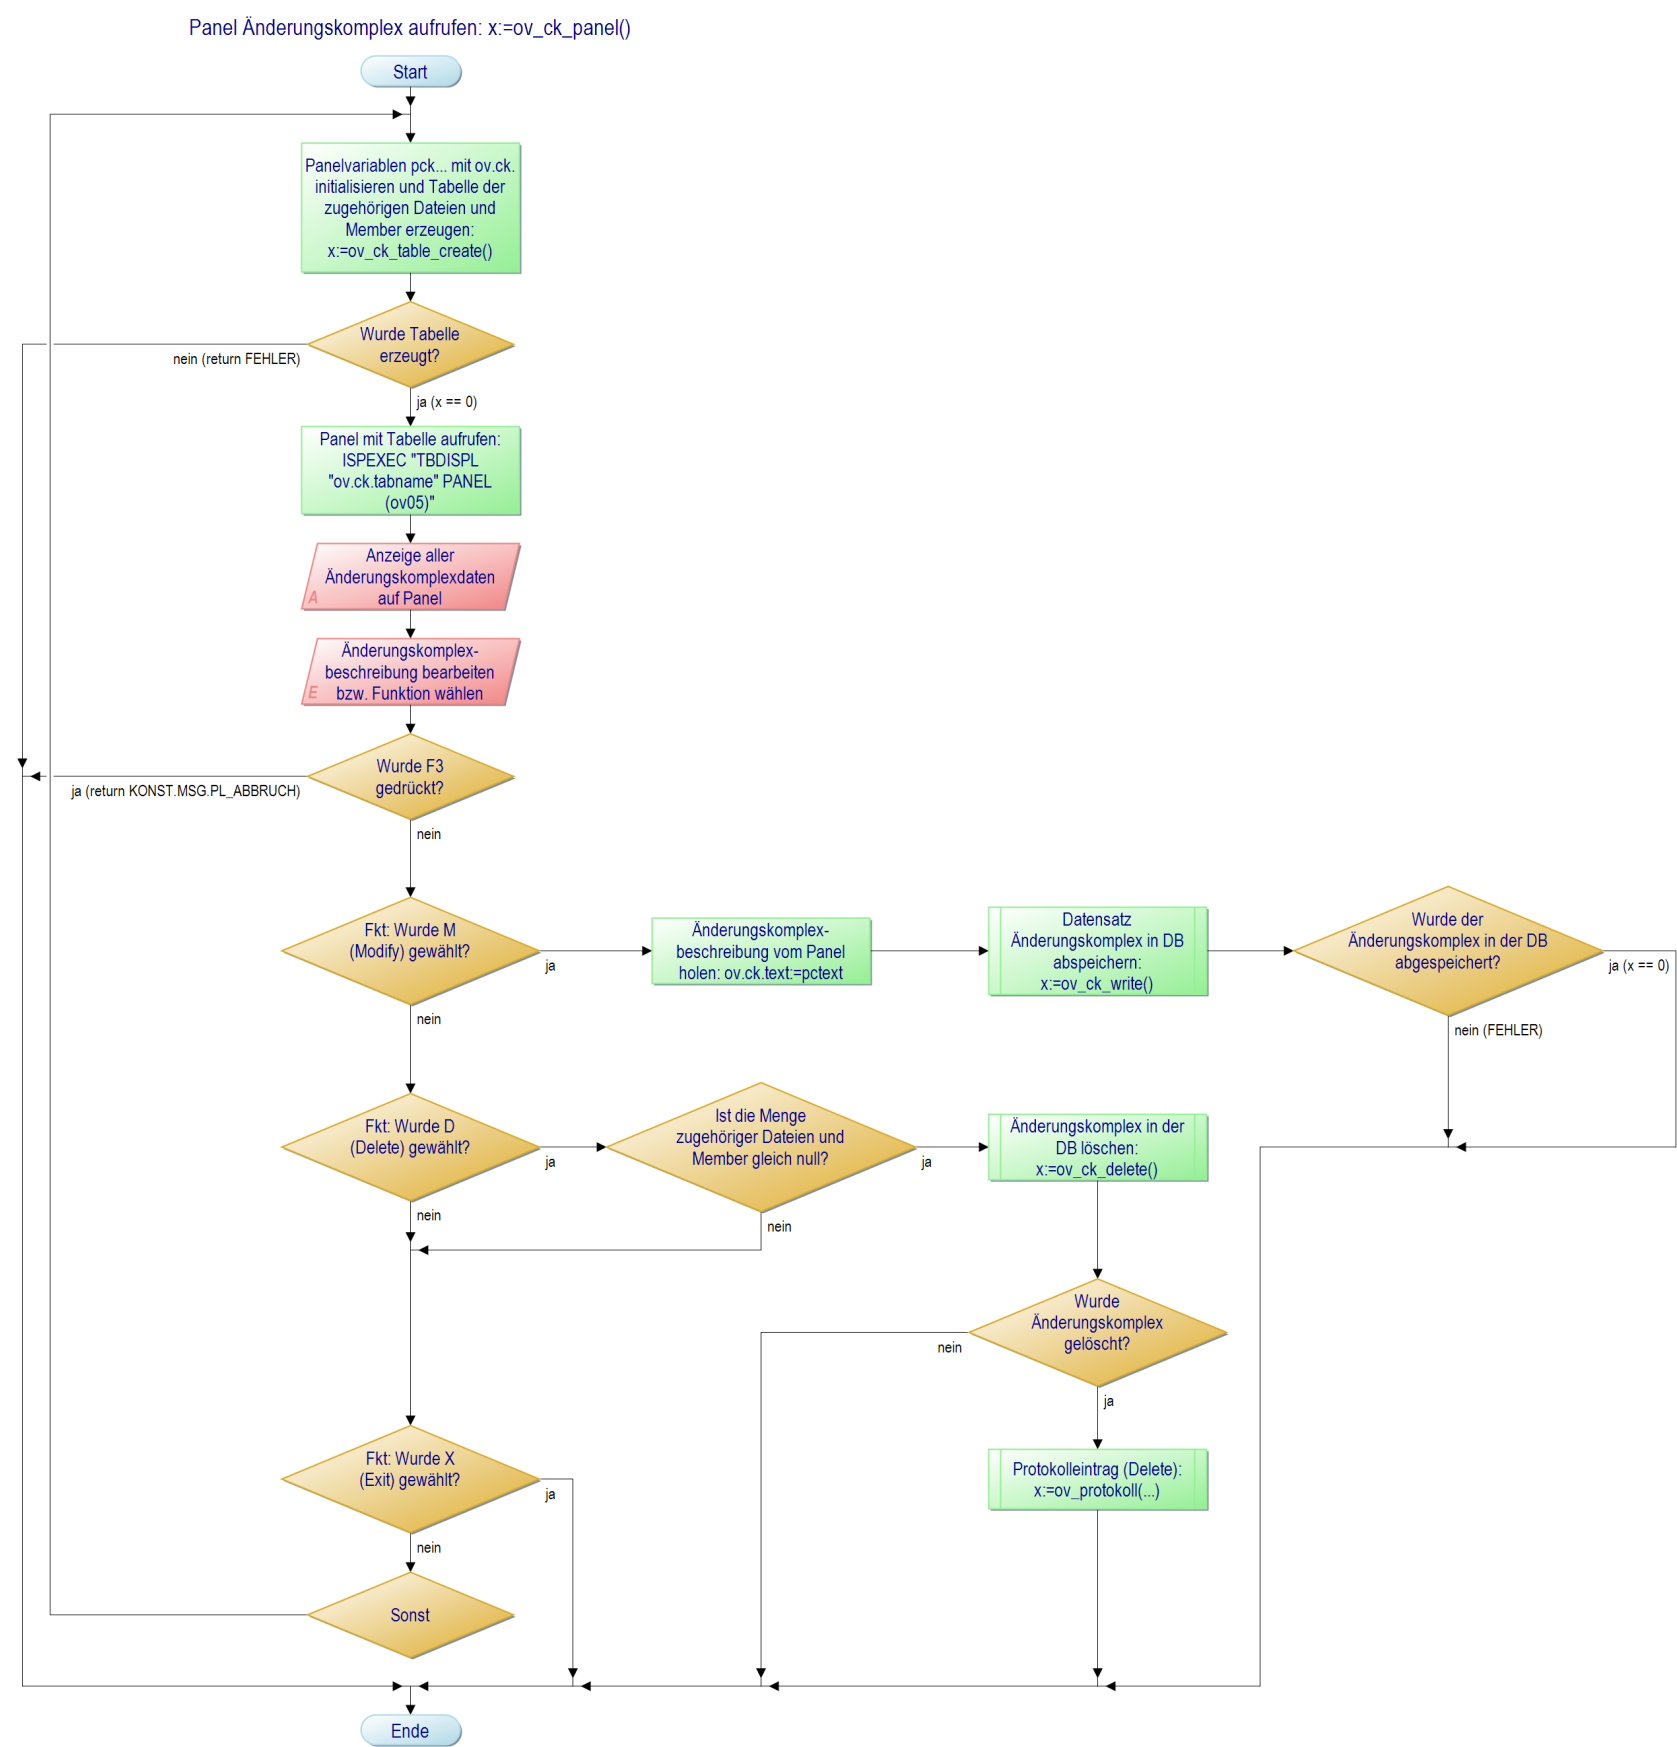 Panel Änderungskomplex aufrufen: x:=ov_ck_panel()
Start
Panelvariablen pck... mit ov.ck.
initialisieren und Tabelle der
zugehörigen Dateien und
Member erzeugen:
x:=ov_ck_table_create()
Wurde Tabelle
erzeugt?
nein (return FEHLER)
ja (x == 0)
Panel mit Tabelle aufrufen:
ISPEXEC "TBDISPL
"ov.ck.tabname" PANEL
(ov05)"
Anzeige aller
Änderungskomplexdaten
auf Panel
A
Änderungskomplex-
beschreibung bearbeiten
bzw. Funktion wählen
E
Wurde F3
gedrückt?
ja (return KONST.MSG.PL_ABBRUCH)
nein
Fkt: Wurde M
(Modify) gewählt?
ja
nein
Änderungskomplex-
beschreibung vom Panel
holen: ov.ck.text:=pctext
Datensatz
Änderungskomplex in DB
abspeichern:
x:=ov_ck_write()
Wurde der
Änderungskomplex in der DB
abgespeichert?
ja (x == 0)
nein (FEHLER)
Fkt: Wurde D
(Delete) gewählt?
ja
nein
Ist die Menge
zugehöriger Dateien und
Member gleich null?
ja
nein
Änderungskomplex in der
DB löschen:
x:=ov_ck_delete()
Wurde
Änderungskomplex
gelöscht?
nein
ja
Protokolleintrag (Delete):
x:=ov_protokoll(...)
Fkt: Wurde X
(Exit) gewählt?
ja
nein
Sonst
Ende